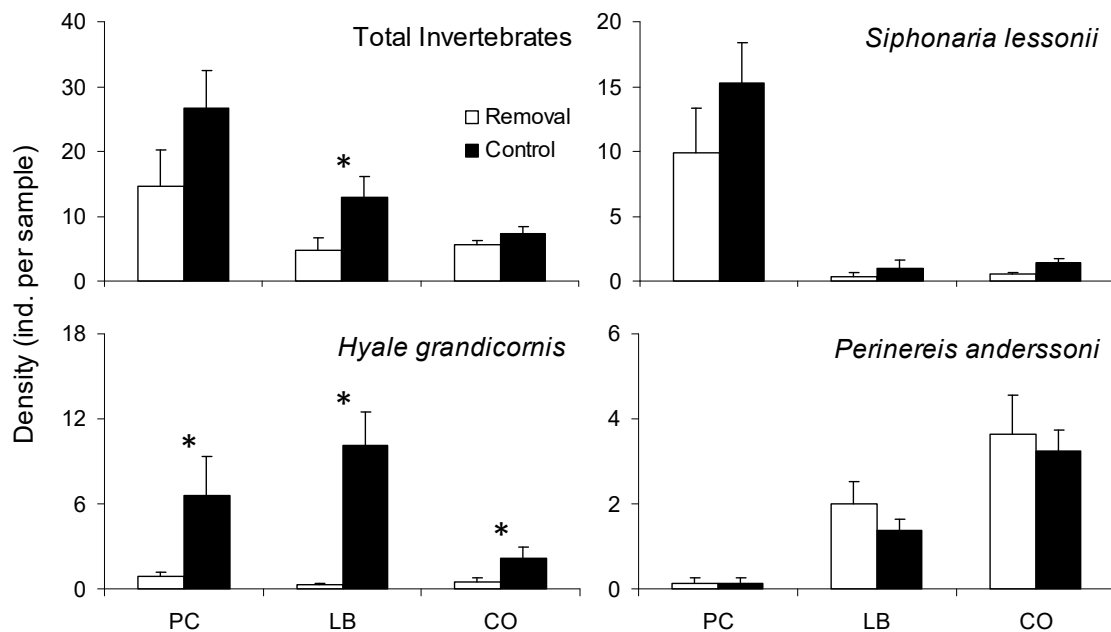 Density (ind. per sample)
Total Invertebrates
40
30
20
10
0
Removal
Control
*
Siphonaria lessonii
20
15
10
5
0
Hyale grandicornis
18
12
6
0
*
*
*
PC LB CO
Perinereis anderssoni
6
4
2
0
PC LB CO